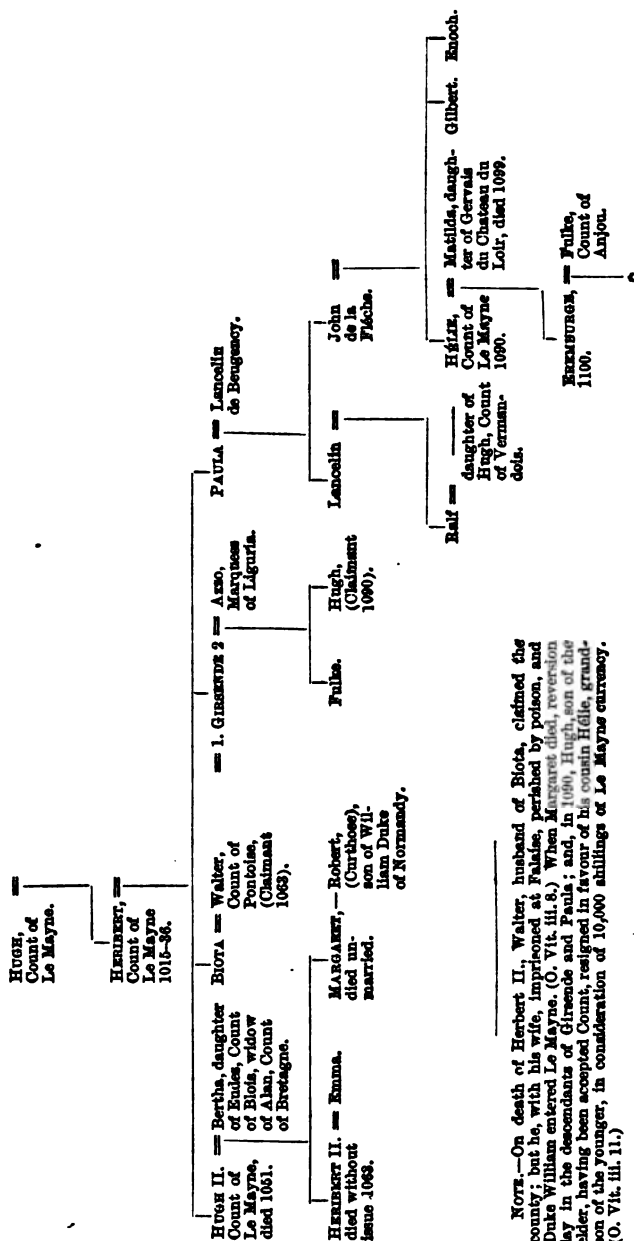 HUGH, =
Count of
Le Mayne.
HERIBERT, =
Count of
Le Mayne
1015–36.
HUGH II. = Bertha, daughter
Count of of Eudes, Count
Le Mayne, of Blois, widow
died 1051. of Alan, Count
of Bretagne.
BIOTA = Walter,
Count of
Pontoise,
(Claimant
1063).
= 1. GIRSENDE 2 = Azzo,
Marquess
of Liguria.
PAULA = Lancelin
de Beugency.
HERIBERT II. = Emma.
died without
issue 1063.
MARGARET, — Robert,
died un- (Curthose),
married. son of Wil-
liam Duke
of Normandy.
Fulke.
Hugh,
(Claimant
1090).
Lancelin =
John =
de la
Fléche.
Ralf = ———
daughter of
Hugh, Count
of Verman-
dois.
HÉLIE, = Matilda, daugh-
Count of ter of Gervais
Le Mayne du Chateau du
1090. Loir, died 1099.
Gilbert.
Enoch.
EREMBURGE, = Fulke,
1100. Count of
Anjou.
NOTE.—On death of Herbert II., Walter, husband of Biota, claimed the
county; but he, with his wife, imprisoned at Falaise, perished by poison, and
Duke William entered Le Mayne. (O. Vit. iii. 8.) When Margaret died, reversion
lay in the descendants of Girsende and Paula; and, in 1090, Hugh, son of the
elder, having been accepted Count, resigned in favour of his cousin Hélie, grand-
son of the younger, in consideration of 10,000 shillings of Le Mayne currency.
(O. Vit. iii. 11.)